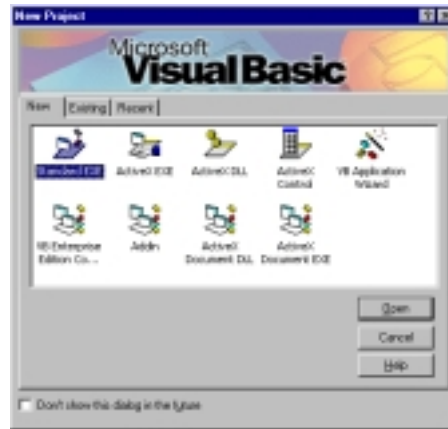 New Project
Microsoft
Visual Basic
New Existing Recent
Standard EXE ActiveX EXE ActiveX DLL ActiveX Control VB Application Wizard
VB Enterprise Edition Co... Addin ActiveX Document DLL ActiveX Document EXE
Open
Cancel
Help
Don't show this dialog in the future